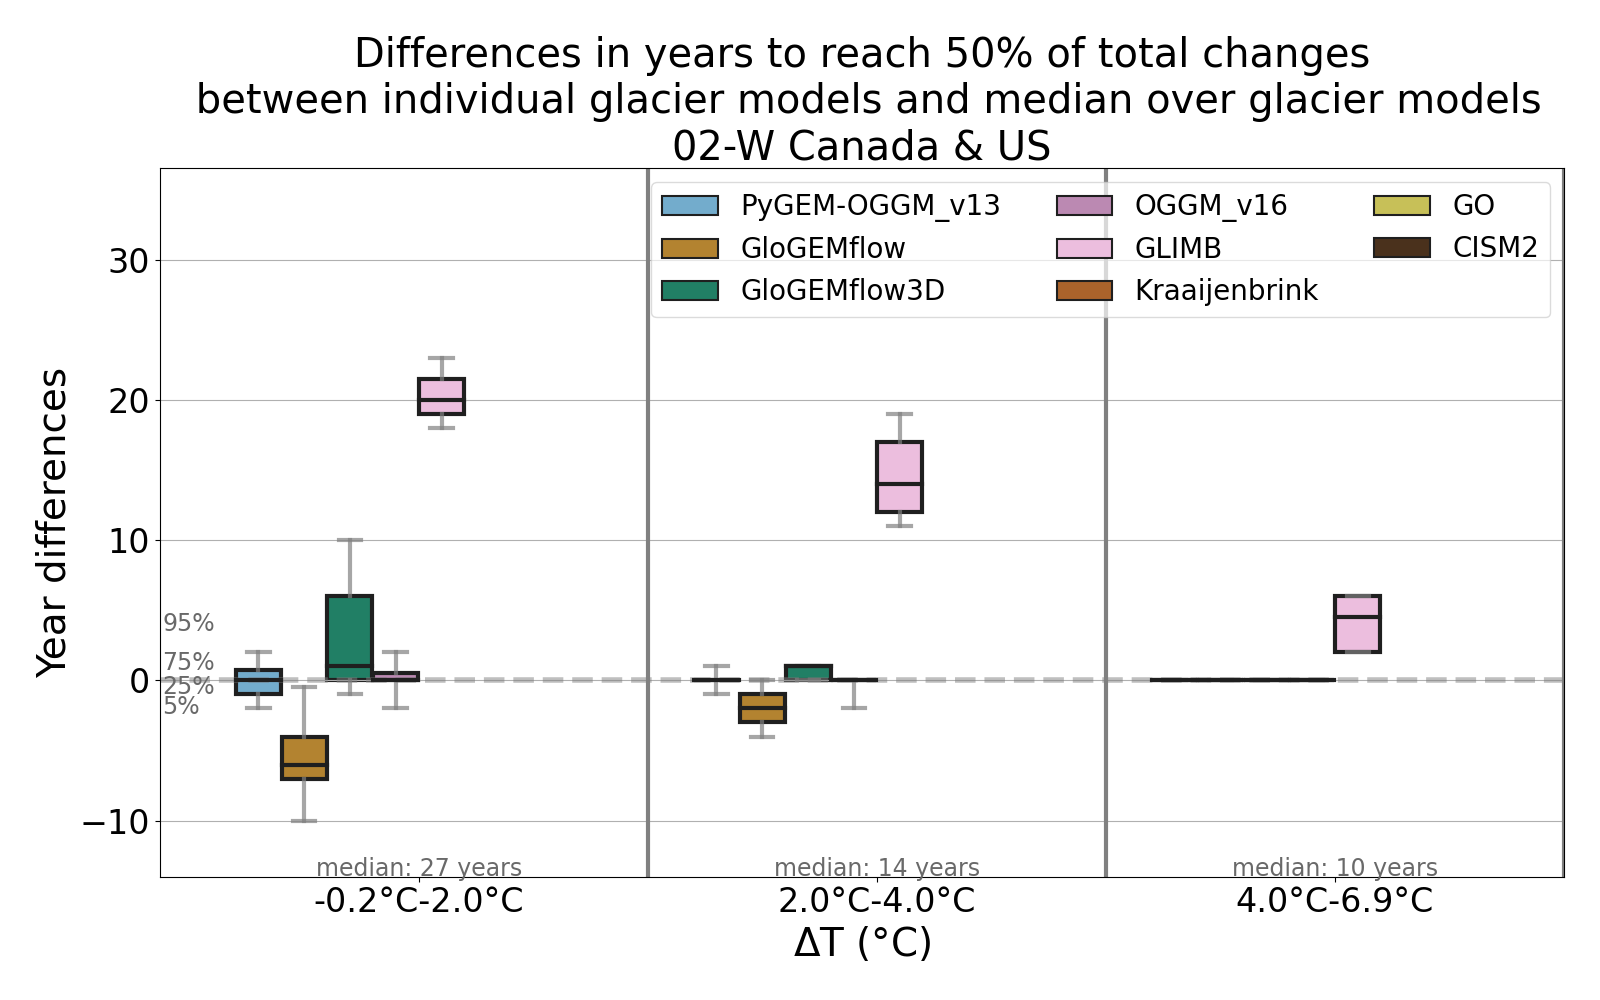 Differences in years to reach 50% of total changes
between individual glacier models and median over glacier models
02-W Canada & US
PyGEM-OGGM_v13
GloGEMflow
GloGEMflow3D
OGGM_v16
GLIMB
Kraaijenbrink
GO
CISM2
Year differences
30
20
10
0
−10
95%
75%
25%
5%
median: 27 years
median: 14 years
median: 10 years
-0.2°C-2.0°C
2.0°C-4.0°C
4.0°C-6.9°C
ΔT (°C)